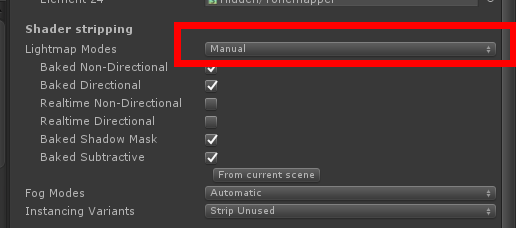 Element 24 Hidden/Tonemapper
Shader stripping
Lightmap Modes Manual
Baked Non-Directional
Baked Directional
Realtime Non-Directional
Realtime Directional
Baked Shadow Mask
Baked Subtractive
From current scene
Fog Modes Automatic
Instancing Variants Strip Unused